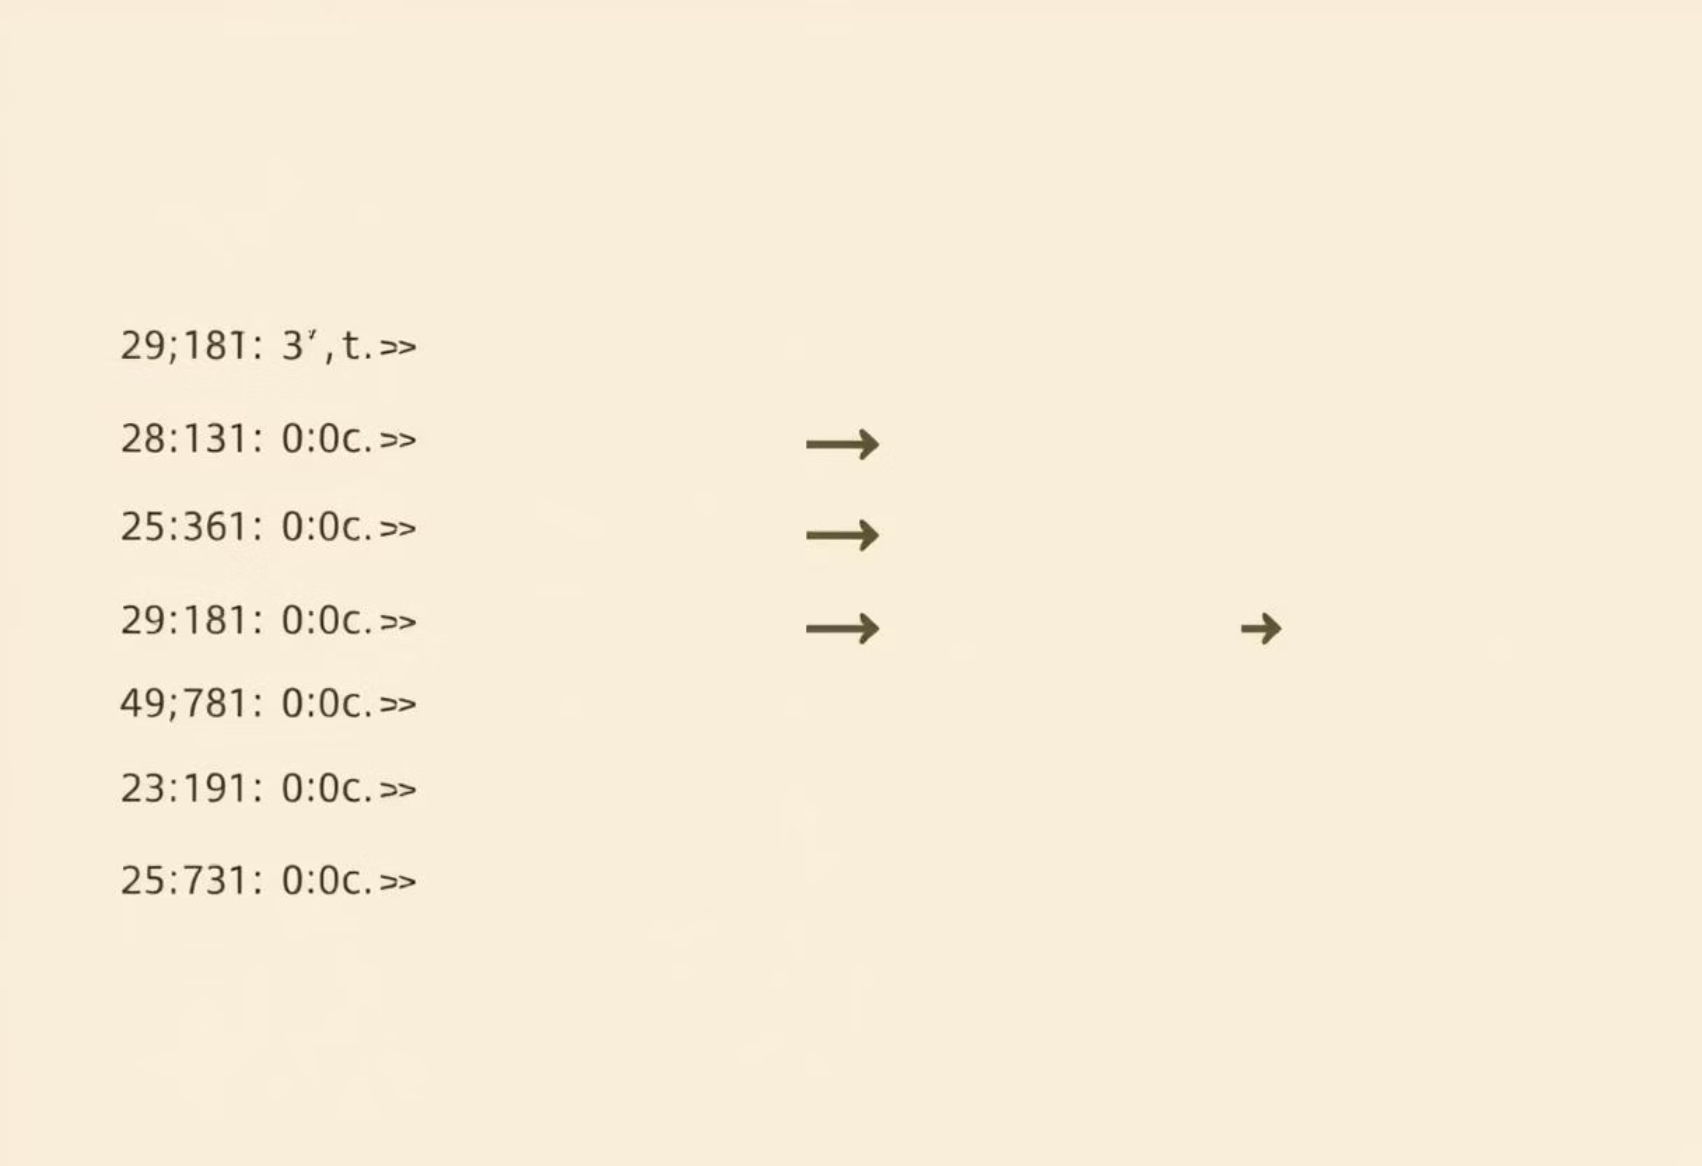 29;181: 3ʹ,t.>>
28:131: 0:0c.>> →
25:361: 0:0c.>> →
29:181: 0:0c.>> → →
49;781: 0:0c.>>
23:191: 0:0c.>>
25:731: 0:0c.>>